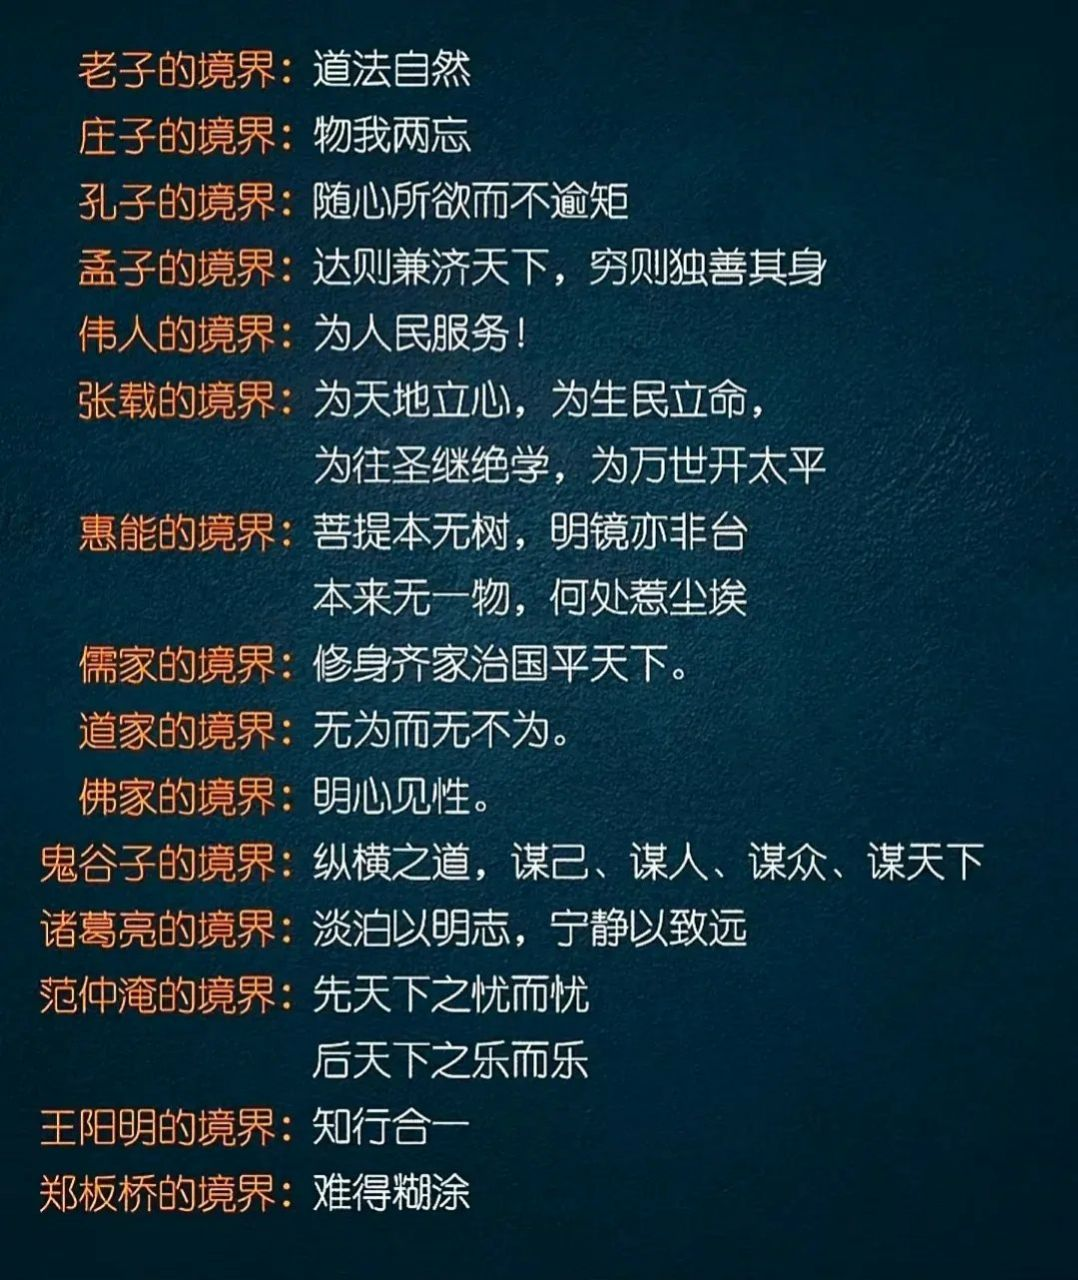 老子的境界：道法自然
庄子的境界：物我两忘
孔子的境界：随心所欲而不逾矩
孟子的境界：达则兼济天下，穷则独善其身
伟人的境界：为人民服务！
张载的境界：为天地立心，为生民立命，
为往圣继绝学，为万世开太平
惠能的境界：菩提本无树，明镜亦非台
本来无一物，何处惹尘埃
儒家的境界：修身齐家治国平天下。
道家的境界：无为而无不为。
佛家的境界：明心见性。
鬼谷子的境界：纵横之道，谋己、谋人、谋众、谋天下
诸葛亮的境界：淡泊以明志，宁静以致远
范仲淹的境界：先天下之忧而忧
后天下之乐而乐
王阳明的境界：知行合一
郑板桥的境界：难得糊涂